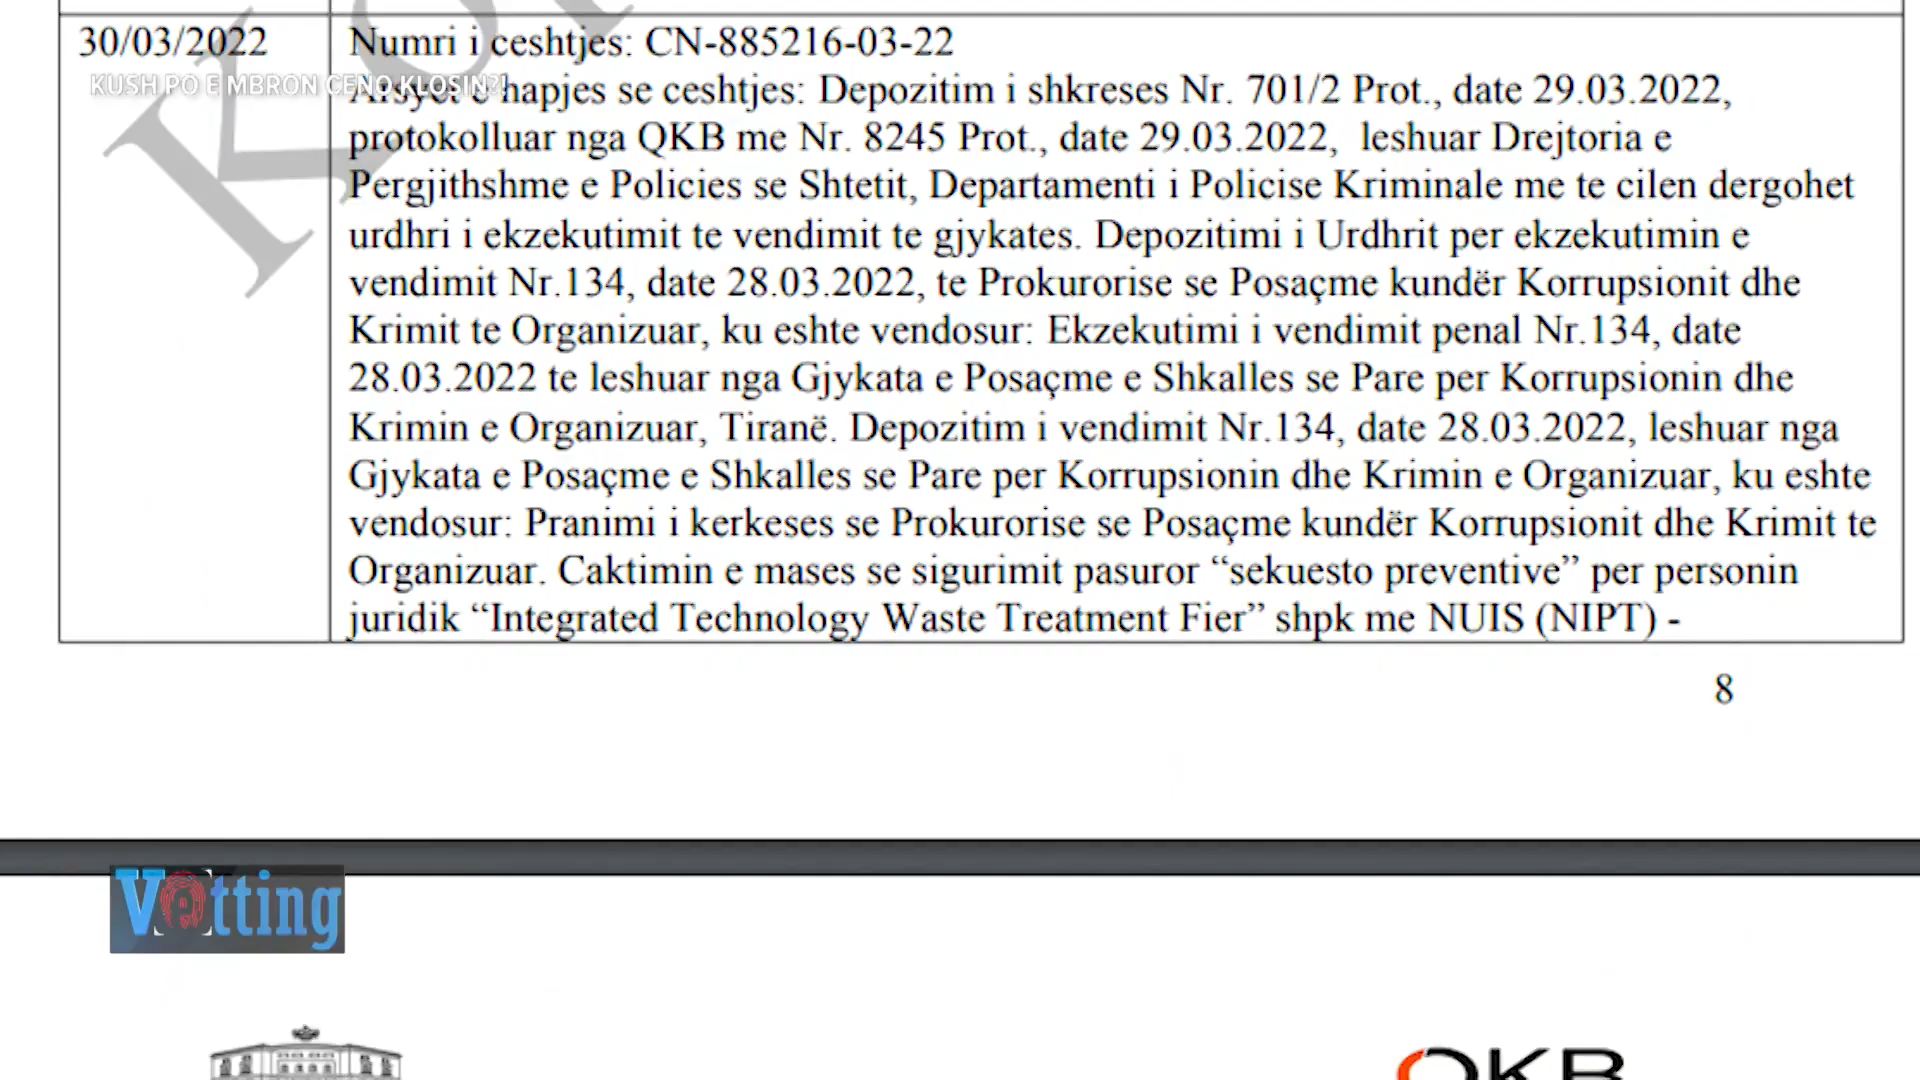 30/03/2022
Numri i ceshtjes: CN-885216-03-22
KUSH PO E MBRON CENO KLOSIN?!
hapjes se ceshtjes: Depozitim i shkreses Nr. 701/2 Prot., date 29.03.2022,
protokolluar nga QKB me Nr. 8245 Prot., date 29.03.2022, leshuar Drejtoria e
Pergjithshme e Policies se Shtetit, Departamenti i Policise Kriminale me te cilen dergohet
urdhri i ekzekutimit te vendimit te gjykates. Depozitimi i Urdhrit per ekzekutimin e
vendimit Nr.134, date 28.03.2022, te Prokurorise se Posaçme kundër Korrupsionit dhe
Krimit te Organizuar, ku eshte vendosur: Ekzekutimi i vendimit penal Nr.134, date
28.03.2022 te leshuar nga Gjykata e Posaçme e Shkalles se Pare per Korrupsionin dhe
Krimin e Organizuar, Tiranë. Depozitim i vendimit Nr.134, date 28.03.2022, leshuar nga
Gjykata e Posaçme e Shkalles se Pare per Korrupsionin dhe Krimin e Organizuar, ku eshte
vendosur: Pranimi i kerkeses se Prokurorise se Posaçme kundër Korrupsionit dhe Krimit te
Organizuar. Caktimin e mases se sigurimit pasuror “sekuesto preventive” per personin
juridik “Integrated Technology Waste Treatment Fier” shpk me NUIS (NIPT) -
8
Vetting
QKB